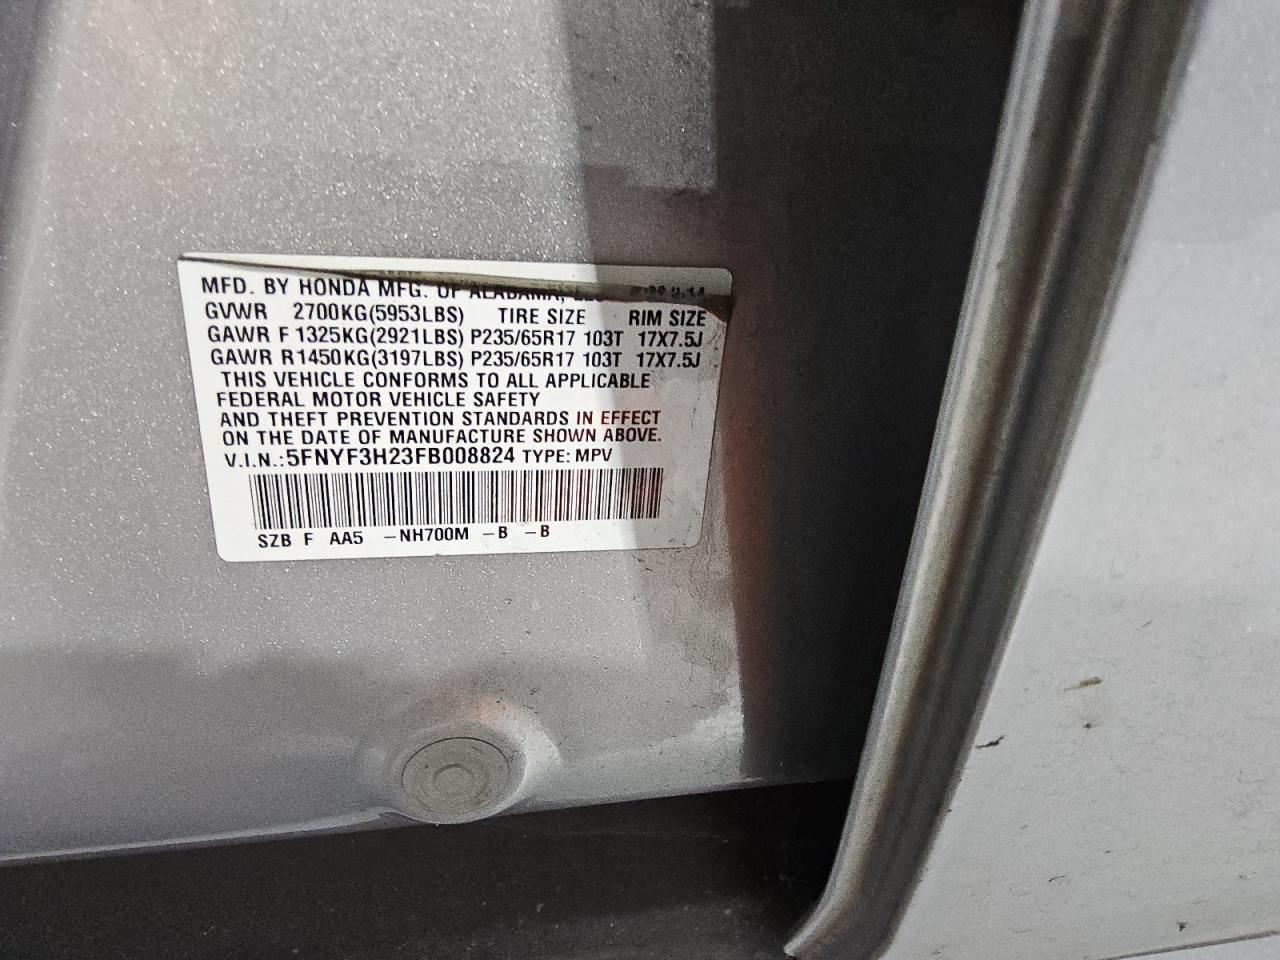 MFD. BY HONDA MFG. OF ALABAMA,
GVWR 2700KG(5953LBS) TIRE SIZE RIM SIZE
GAWR F 1325KG(2921LBS) P235/65R17 103T 17X7.5J
GAWR R1450KG(3197LBS) P235/65R17 103T 17X7.5J
THIS VEHICLE CONFORMS TO ALL APPLICABLE
FEDERAL MOTOR VEHICLE SAFETY
AND THEFT PREVENTION STANDARDS IN EFFECT
ON THE DATE OF MANUFACTURE SHOWN ABOVE.
V.I.N.:5FNYF3H23FB008824 TYPE: MPV
SZB F AA5 -NH700M -B -B